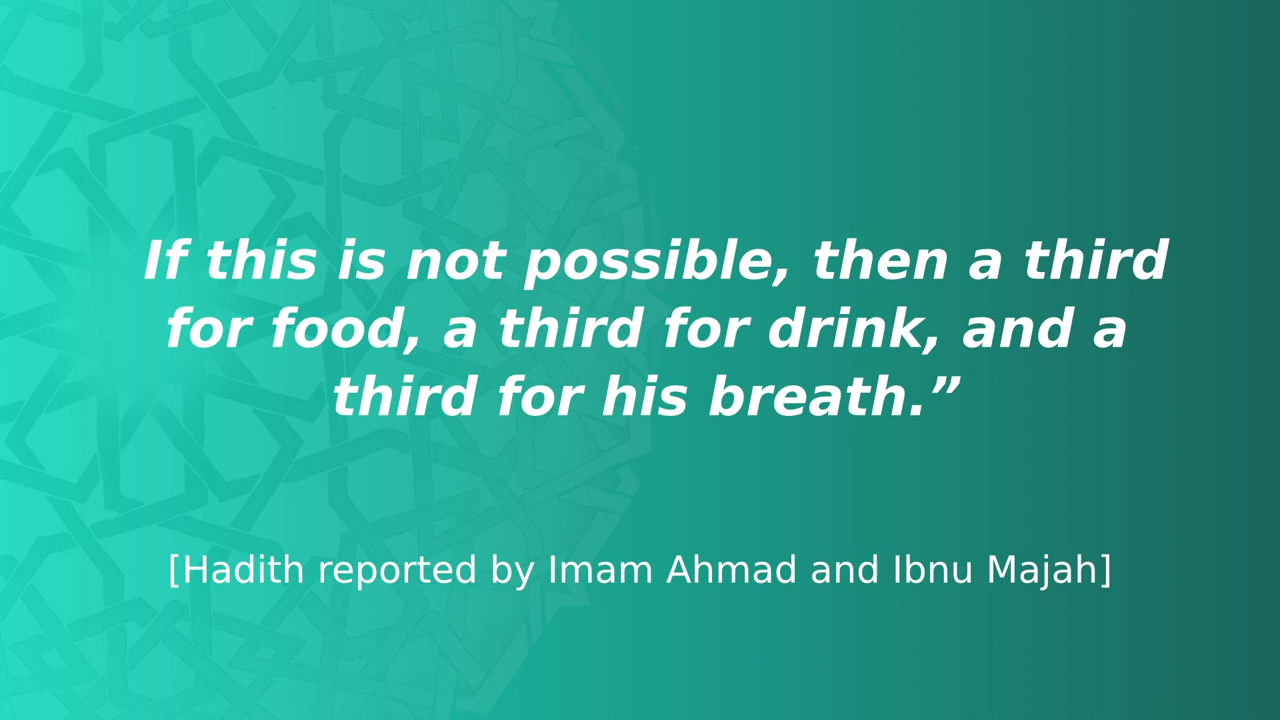 If this is not possible, then a third
for food, a third for drink, and a
third for his breath.”
[Hadith reported by Imam Ahmad and Ibnu Majah]